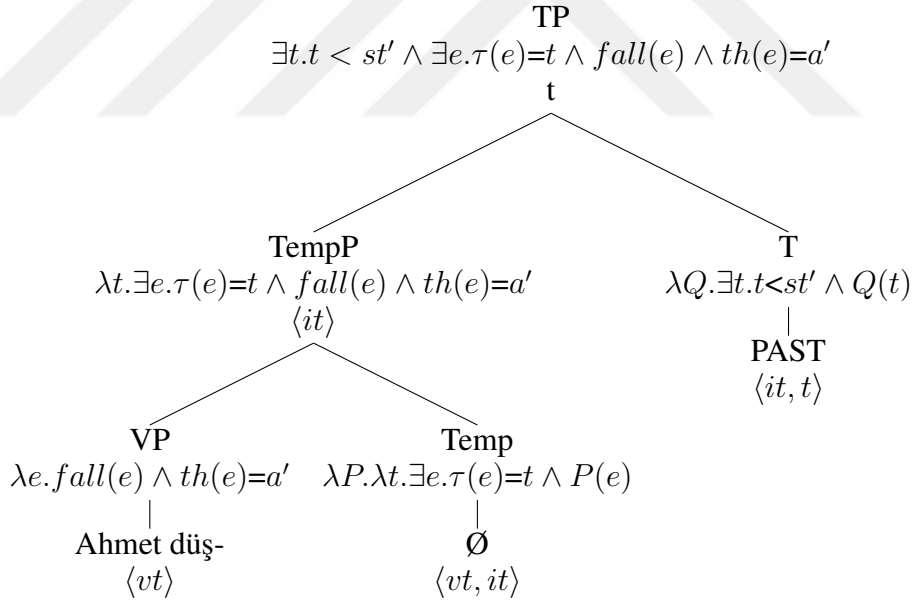 TP
∃t.t < st′ ∧ ∃e.τ(e)=t ∧ fall(e) ∧ th(e)=a′
t
TempP T
λt.∃e.τ(e)=t ∧ fall(e) ∧ th(e)=a′ λQ.∃t.t<st′ ∧ Q(t)
⟨it⟩ PAST
⟨it, t⟩
VP Temp
λe.fall(e) ∧ th(e)=a′ λP.λt.∃e.τ(e)=t ∧ P(e)
Ahmet düş- Ø
⟨vt⟩ ⟨vt, it⟩